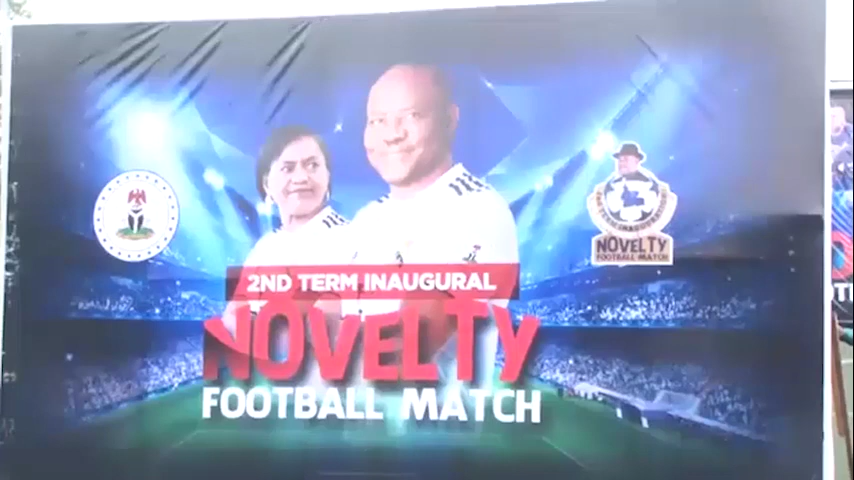 2ND TERM INAUGURAL
NOVELTY
FOOTBALL MATCH
NOVELTY
FOOTBALL MATCH